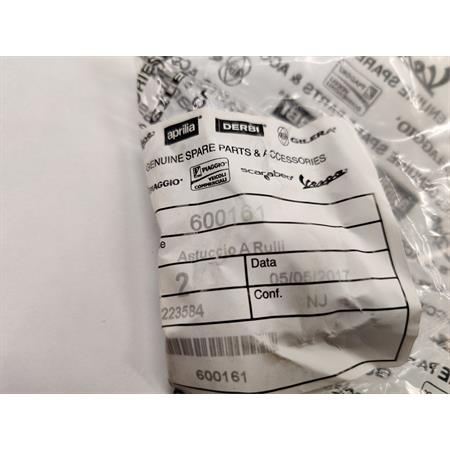 aprilia DERBI GILERA
GENUINE SPARE PARTS & ACCESSORIES
PIAGGIO VEICOLI COMMERCIALI scarabeo Vespa
600161
Astuccio A Rulli
2 Data 05/05/2017
223584 Conf. NJ
600161